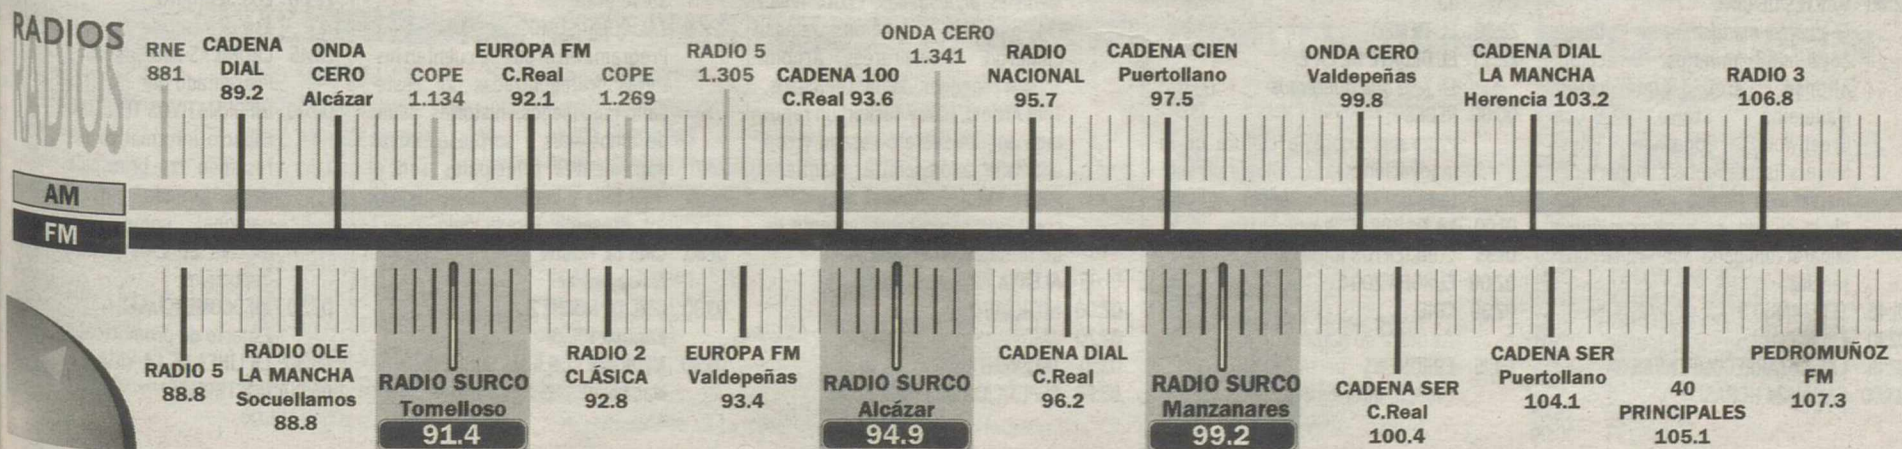 RADIOS
RADIOS
RNE
881
CADENA
DIAL
89.2
ONDA
CERO
Alcázar
COPE
1.134
EUROPA FM
C.Real
92.1
COPE
1.269
RADIO 5
1.305
CADENA 100
C.Real 93.6
ONDA CERO
1.341
RADIO
NACIONAL
95.7
CADENA CIEN
Puertollano
97.5
ONDA CERO
Valdepeñas
99.8
CADENA DIAL
LA MANCHA
Herencia 103.2
RADIO 3
106.8
AM
FM
RADIO 5
88.8
RADIO OLE
LA MANCHA
Socuellamos
88.8
RADIO SURCO
Tomelloso
91.4
RADIO 2
CLÁSICA
92.8
EUROPA FM
Valdepeñas
93.4
RADIO SURCO
Alcázar
94.9
CADENA DIAL
C.Real
96.2
RADIO SURCO
Manzanares
99.2
CADENA SER
C.Real
100.4
CADENA SER
Puertollano
104.1
40
PRINCIPALES
105.1
PEDROMUÑOZ
FM
107.3